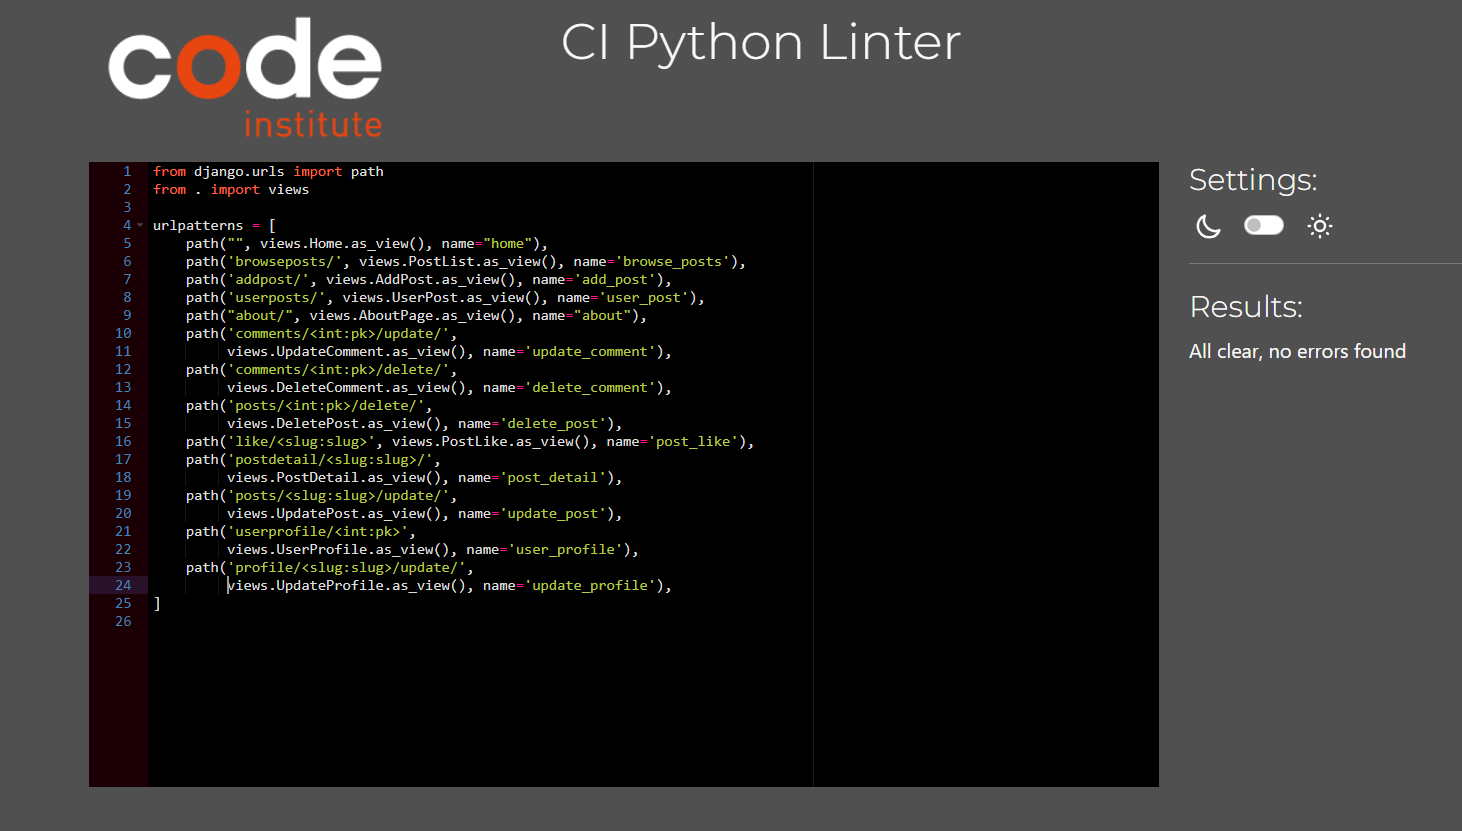 code
institute
CI Python Linter
1 from django.urls import path
2 from . import views
3
4 urlpatterns = [
5     path("", views.Home.as_view(), name="home"),
6     path('browseposts/', views.PostList.as_view(), name='browse_posts'),
7     path('addpost/', views.AddPost.as_view(), name='add_post'),
8     path('userposts/', views.UserPost.as_view(), name='user_post'),
9     path("about/", views.AboutPage.as_view(), name="about"),
10     path('comments/<int:pk>/update/',
11          views.UpdateComment.as_view(), name='update_comment'),
12     path('comments/<int:pk>/delete/',
13          views.DeleteComment.as_view(), name='delete_comment'),
14     path('posts/<int:pk>/delete/',
15          views.DeletePost.as_view(), name='delete_post'),
16     path('like/<slug:slug>', views.PostLike.as_view(), name='post_like'),
17     path('postdetail/<slug:slug>/',
18          views.PostDetail.as_view(), name='post_detail'),
19     path('posts/<slug:slug>/update/',
20          views.UpdatePost.as_view(), name='update_post'),
21     path('userprofile/<int:pk>',
22          views.UserProfile.as_view(), name='user_profile'),
23     path('profile/<slug:slug>/update/',
24          views.UpdateProfile.as_view(), name='update_profile'),
25 ]
26
Settings:
Results:
All clear, no errors found